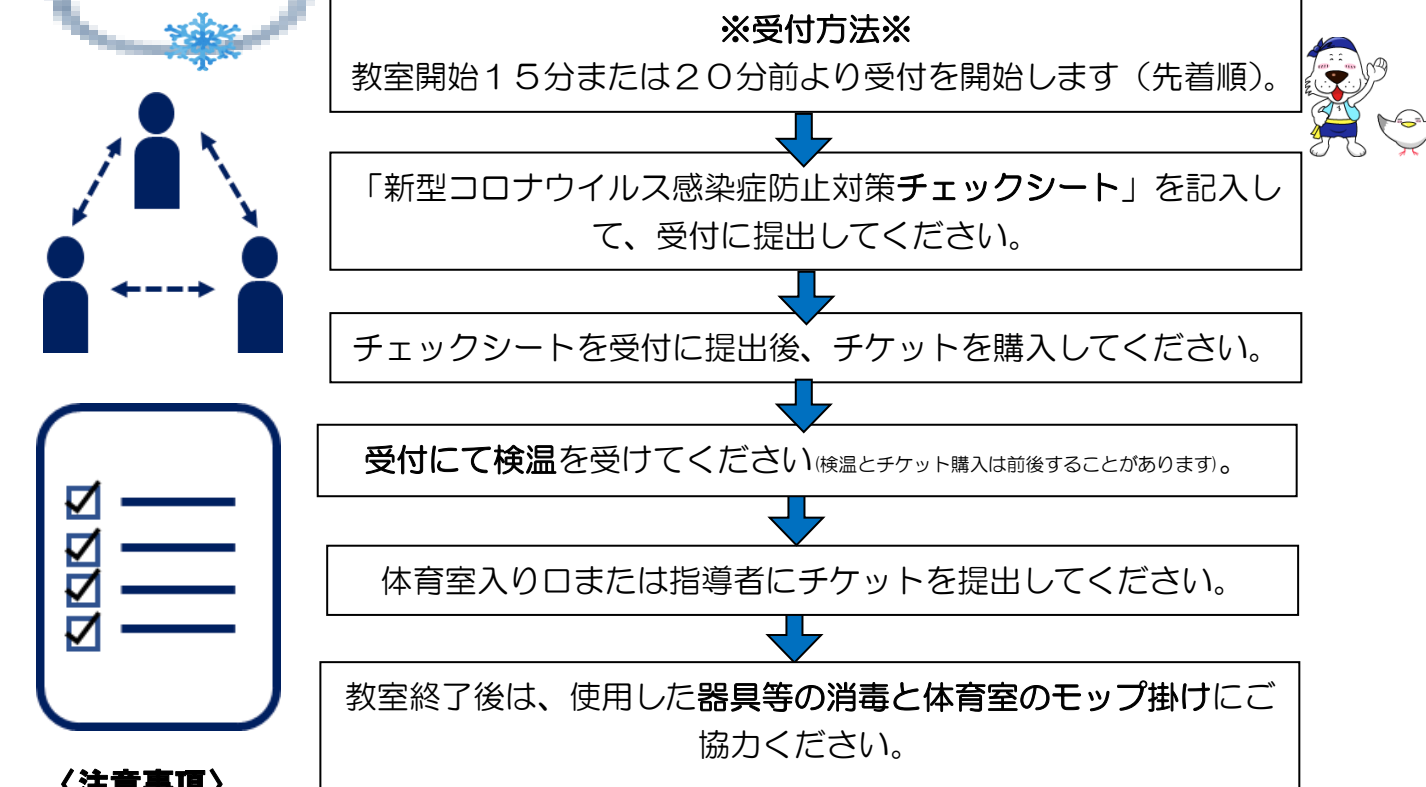 ※受付方法※
教室開始１５分または２０分前より受付を開始します（先着順）。
「新型コロナウイルス感染症防止対策チェックシート」を記入し
て、受付に提出してください。
チェックシートを受付に提出後、チケットを購入してください。
受付にて検温を受けてください(検温とチケット購入は前後することがあります)。
体育室入り口または指導者にチケットを提出してください。
教室終了後は、使用した器具等の消毒と体育室のモップ掛けにご
協力ください。
〈注意事項〉